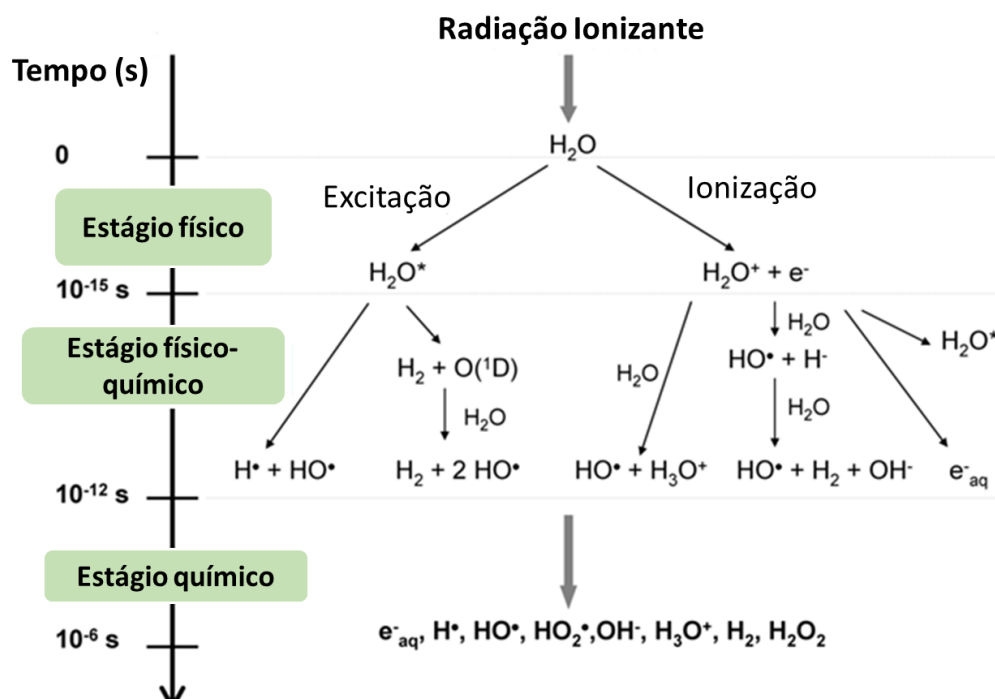 Radiação Ionizante
Tempo (s)
H₂O
0
Excitação
Ionização
Estágio físico
H₂O*
H₂O⁺ + e⁻
10⁻¹⁵ s
H₂O
H₂O*
Estágio físico-
químico
H₂ + O(¹D)
H₂O
HO• + H⁻
H₂O
H₂O
H• + HO•
H₂ + 2 HO•
HO• + H₃O⁺
HO• + H₂ + OH⁻
e⁻aq
10⁻¹² s
Estágio químico
e⁻aq, H•, HO•, HO₂•,OH⁻, H₃O⁺, H₂, H₂O₂
10⁻⁶ s